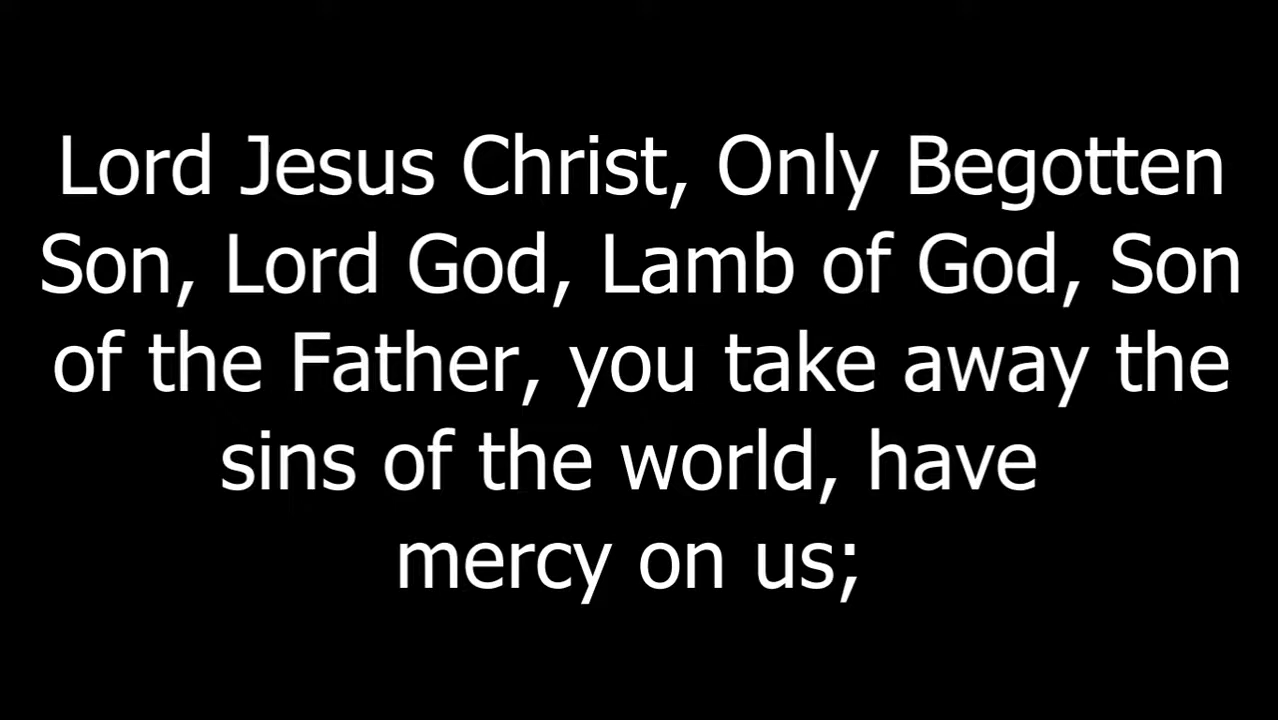 Lord Jesus Christ, Only Begotten
Son, Lord God, Lamb of God, Son
of the Father, you take away the
sins of the world, have
mercy on us;